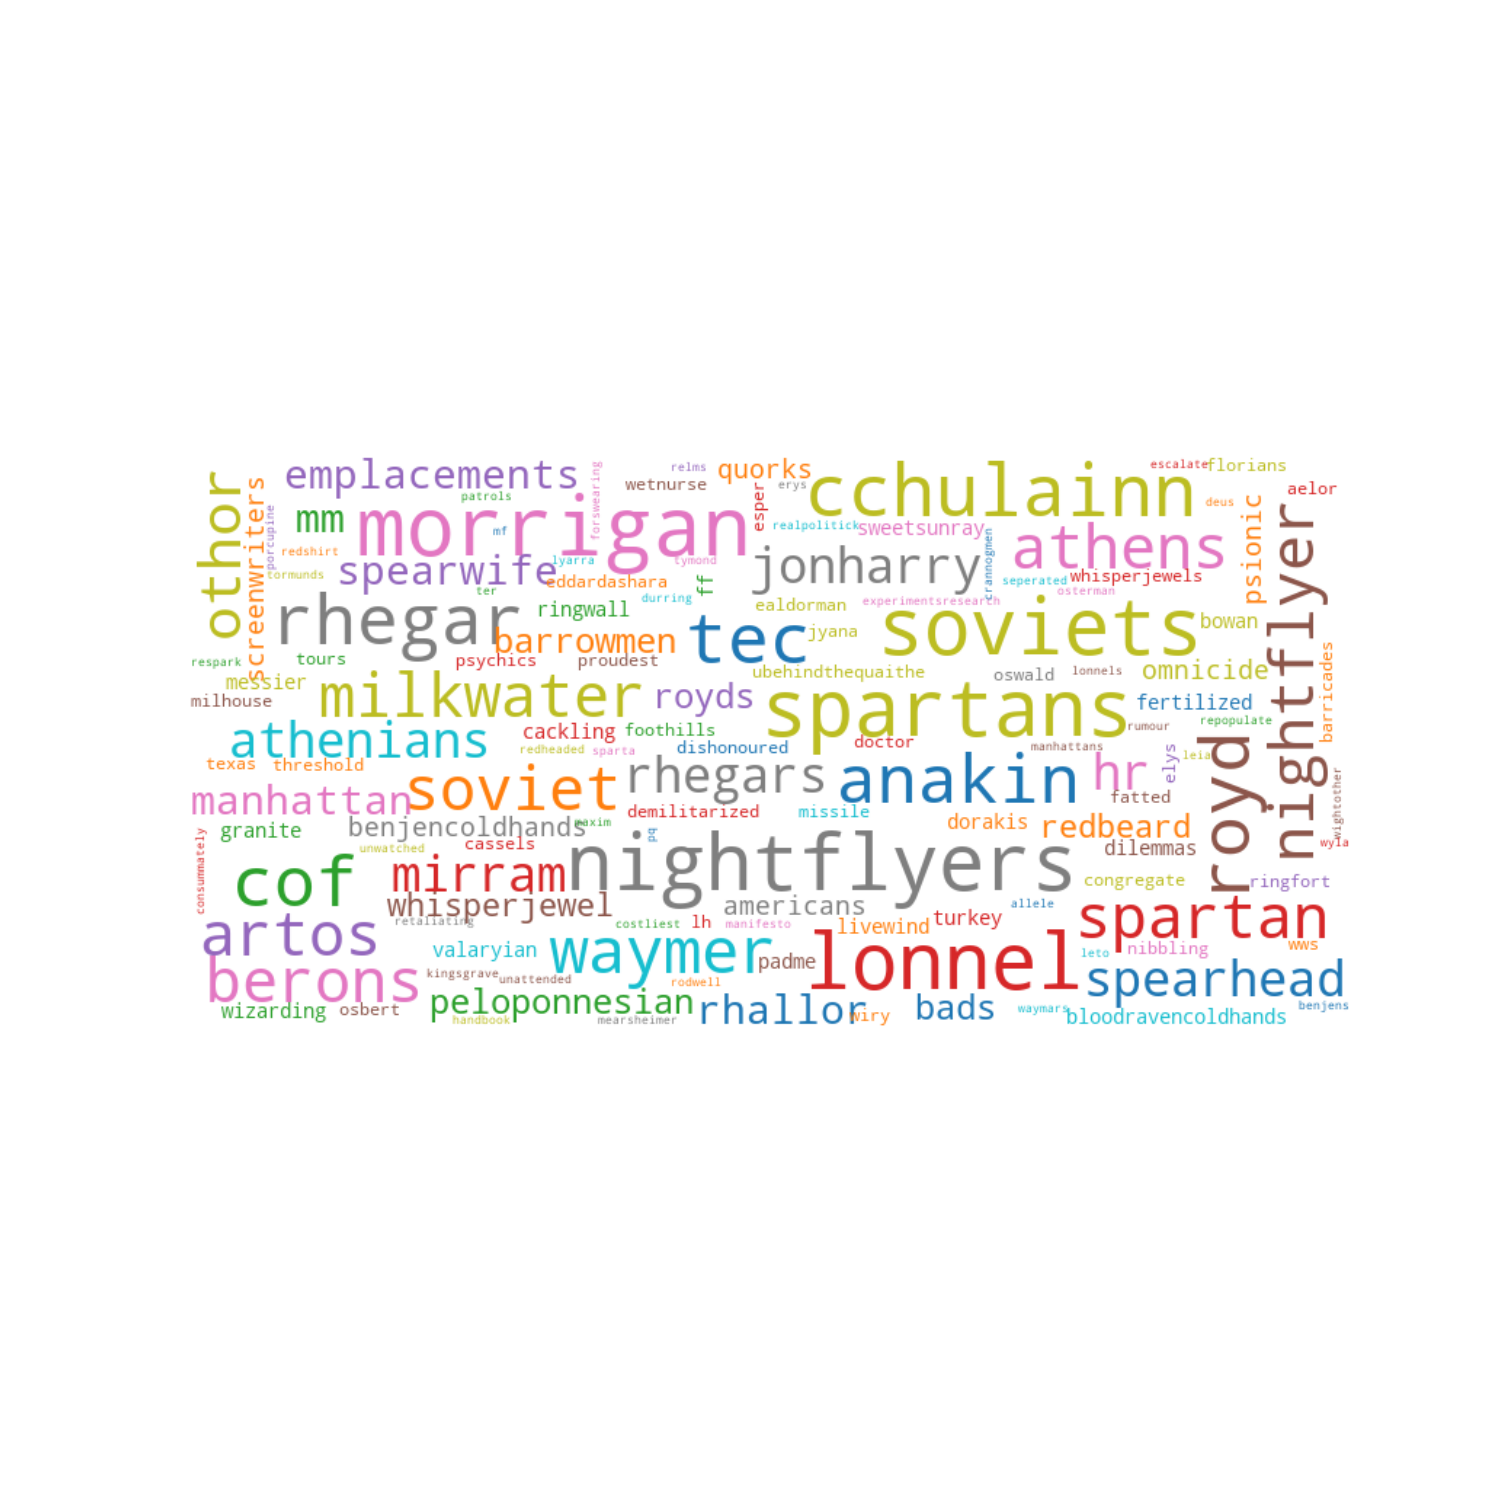 othor
screenwriters
emplacements
porcupine
mm
patrols
morrigan
mf
forswearing
relms
wetnurse
quorks
esper
erys
cchulainn
escalate
florians
deus
aelor
realpolitick
sweetsunray
crannogmen
athens
psionic
nightflyer
redshirt
tormunds
spearwife
lyarra
eddardashara
tymond
ff
jonharry
seperated
whisperjewels
osterman
rhegar
ter
ringwall
durring
ealdorman
experimentsresearch
bowan
barrowmen
tec
jyana
soviets
respark
tours
psychics
proudest
ubehindthequaithe
oswald
lonnels
omnicide
barricades
messier
milhouse
milkwater
royds
spartans
fertilized
repopulate
rumour
athenians
cackling
foothills
redheaded
sparta
dishonoured
doctor
manhattans
elys
leia
royd
texas
threshold
soviet
rhegars
anakin
hr
fatted
wightother
manhattan
granite
benjencoldhands
maxim
demilitarized
missile
dorakis
redbeard
wyla
consummately
unwatched
cassels
pq
nightflyers
dilemmas
cof
mirram
congregate
ringfort
whisperjewel
americans
allele
artos
retaliating
costliest
lh
manifesto
livewind
turkey
spartan
valaryian
waymer
padme
lonnel
leto
nibbling
wws
berons
kingsgrave
unattended
rodwell
spearhead
wizarding
osbert
peloponnesian
handbook
mearsheimer
rhallor
wiry
bads
waymars
bloodravencoldhands
benjens